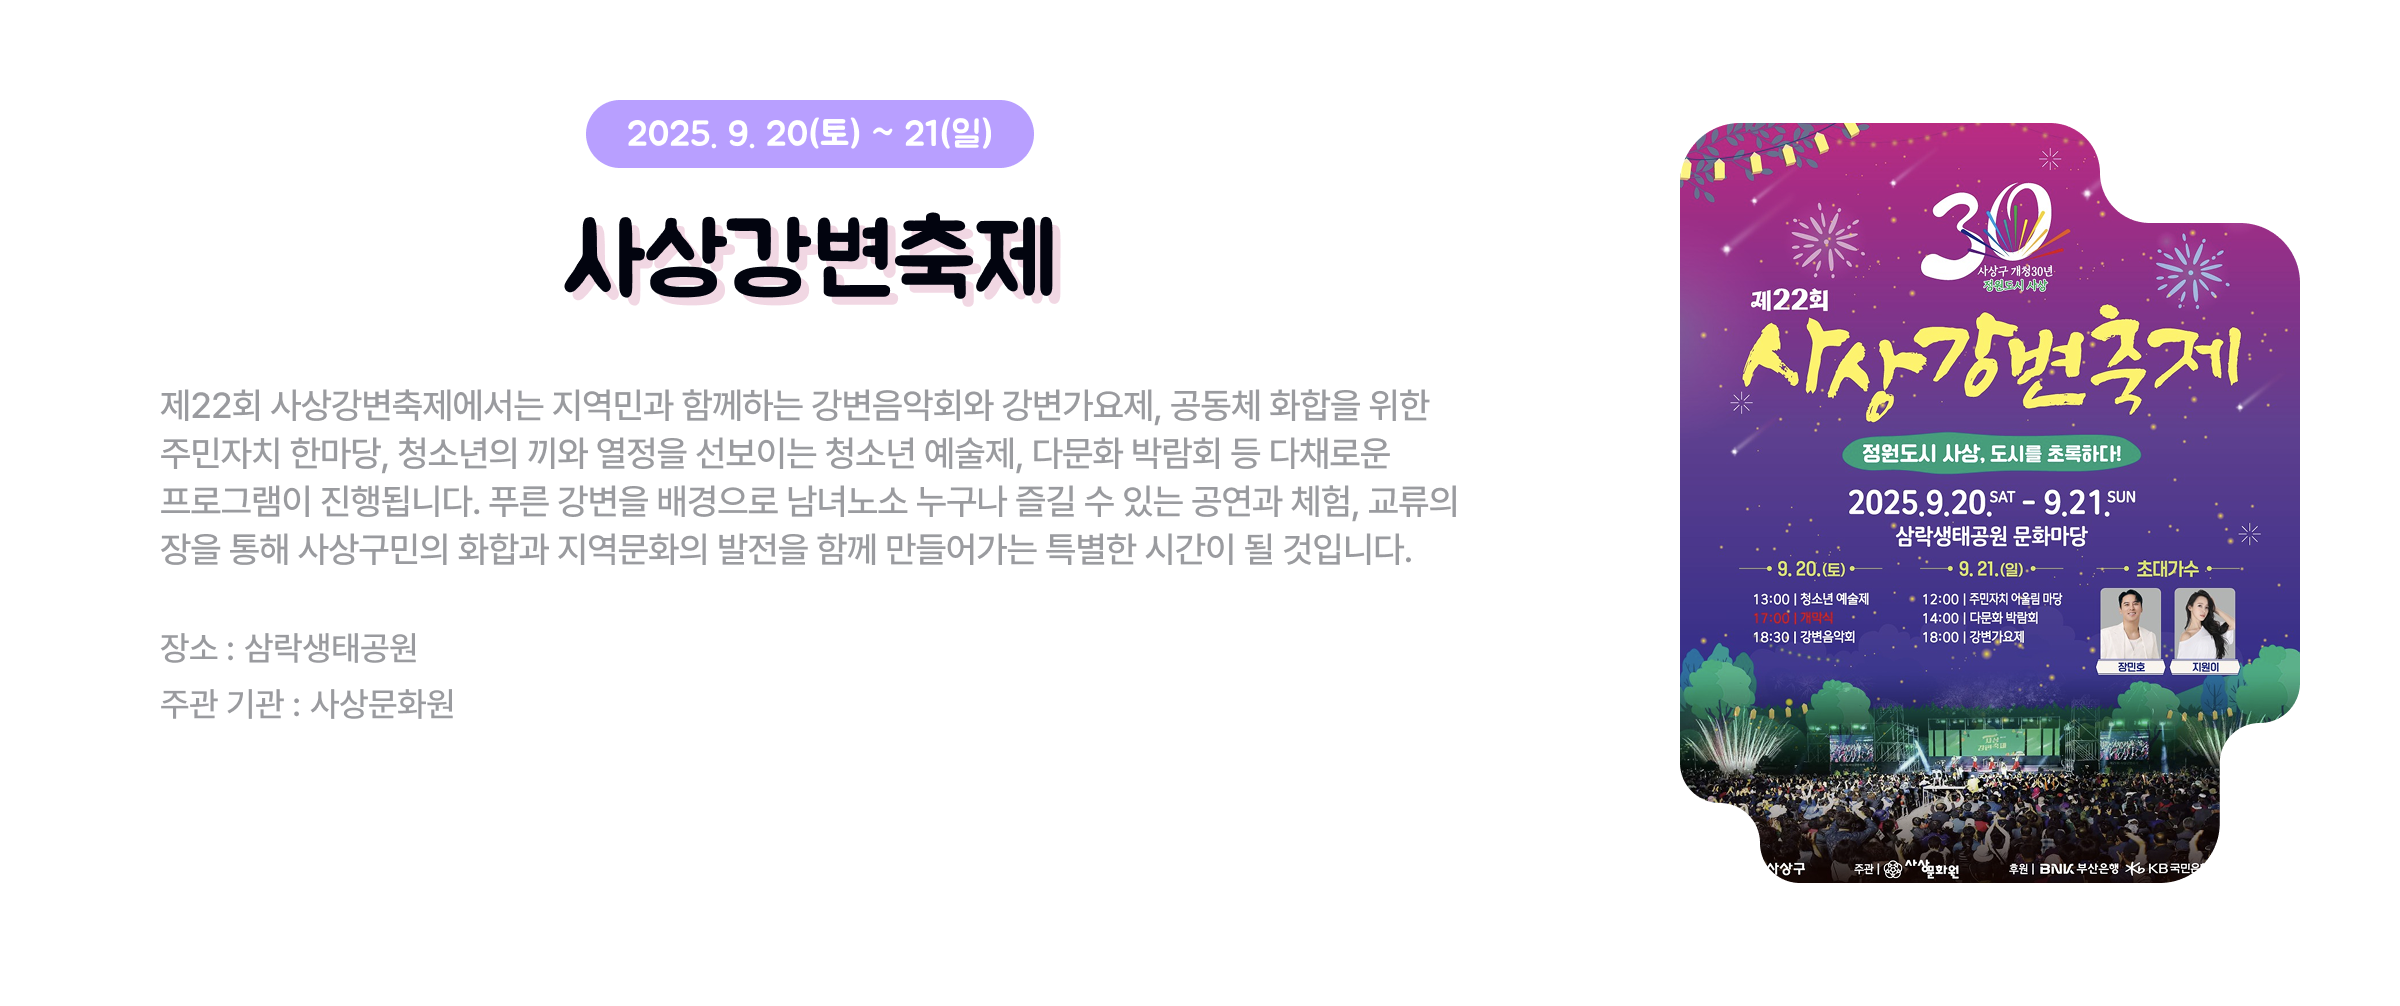 2025. 9. 20(토) ~ 21(일)
사상강변축제
제22회 사상강변축제에서는 지역민과 함께하는 강변음악회와 강변가요제, 공동체 화합을 위한
주민자치 한마당, 청소년의 끼와 열정을 선보이는 청소년 예술제, 다문화 박람회 등 다채로운
프로그램이 진행됩니다. 푸른 강변을 배경으로 남녀노소 누구나 즐길 수 있는 공연과 체험, 교류의
장을 통해 사상구민의 화합과 지역문화의 발전을 함께 만들어가는 특별한 시간이 될 것입니다.
장소 : 삼락생태공원
주관 기관 : 사상문화원
30
사상구 개청30년
정원도시 사상
제22회
사상강변축제
정원도시 사상, 도시를 초록하다!
2025.9.20.SAT - 9.21.SUN
삼락생태공원 문화마당
9. 20.(토)
13:00 | 청소년 예술제
17:00 | 개막식
18:30 | 강변음악회
9. 21.(일)
12:00 | 주민자치 어울림 마당
14:00 | 다문화 박람회
18:00 | 강변가요제
초대가수
장민호
지원이
사상구
주관 | 사상문화원
후원 | BNK 부산은행 KB국민은